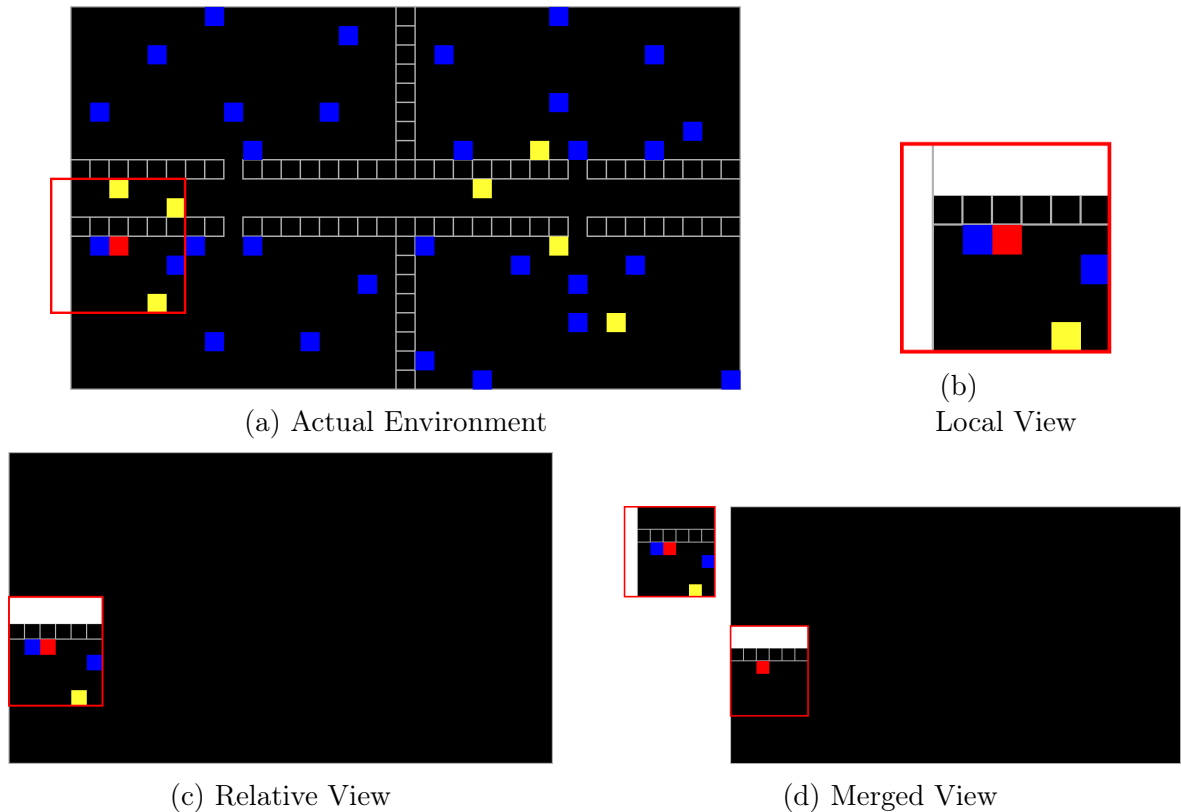 (a) Actual Environment
(b)
Local View
(c) Relative View
(d) Merged View